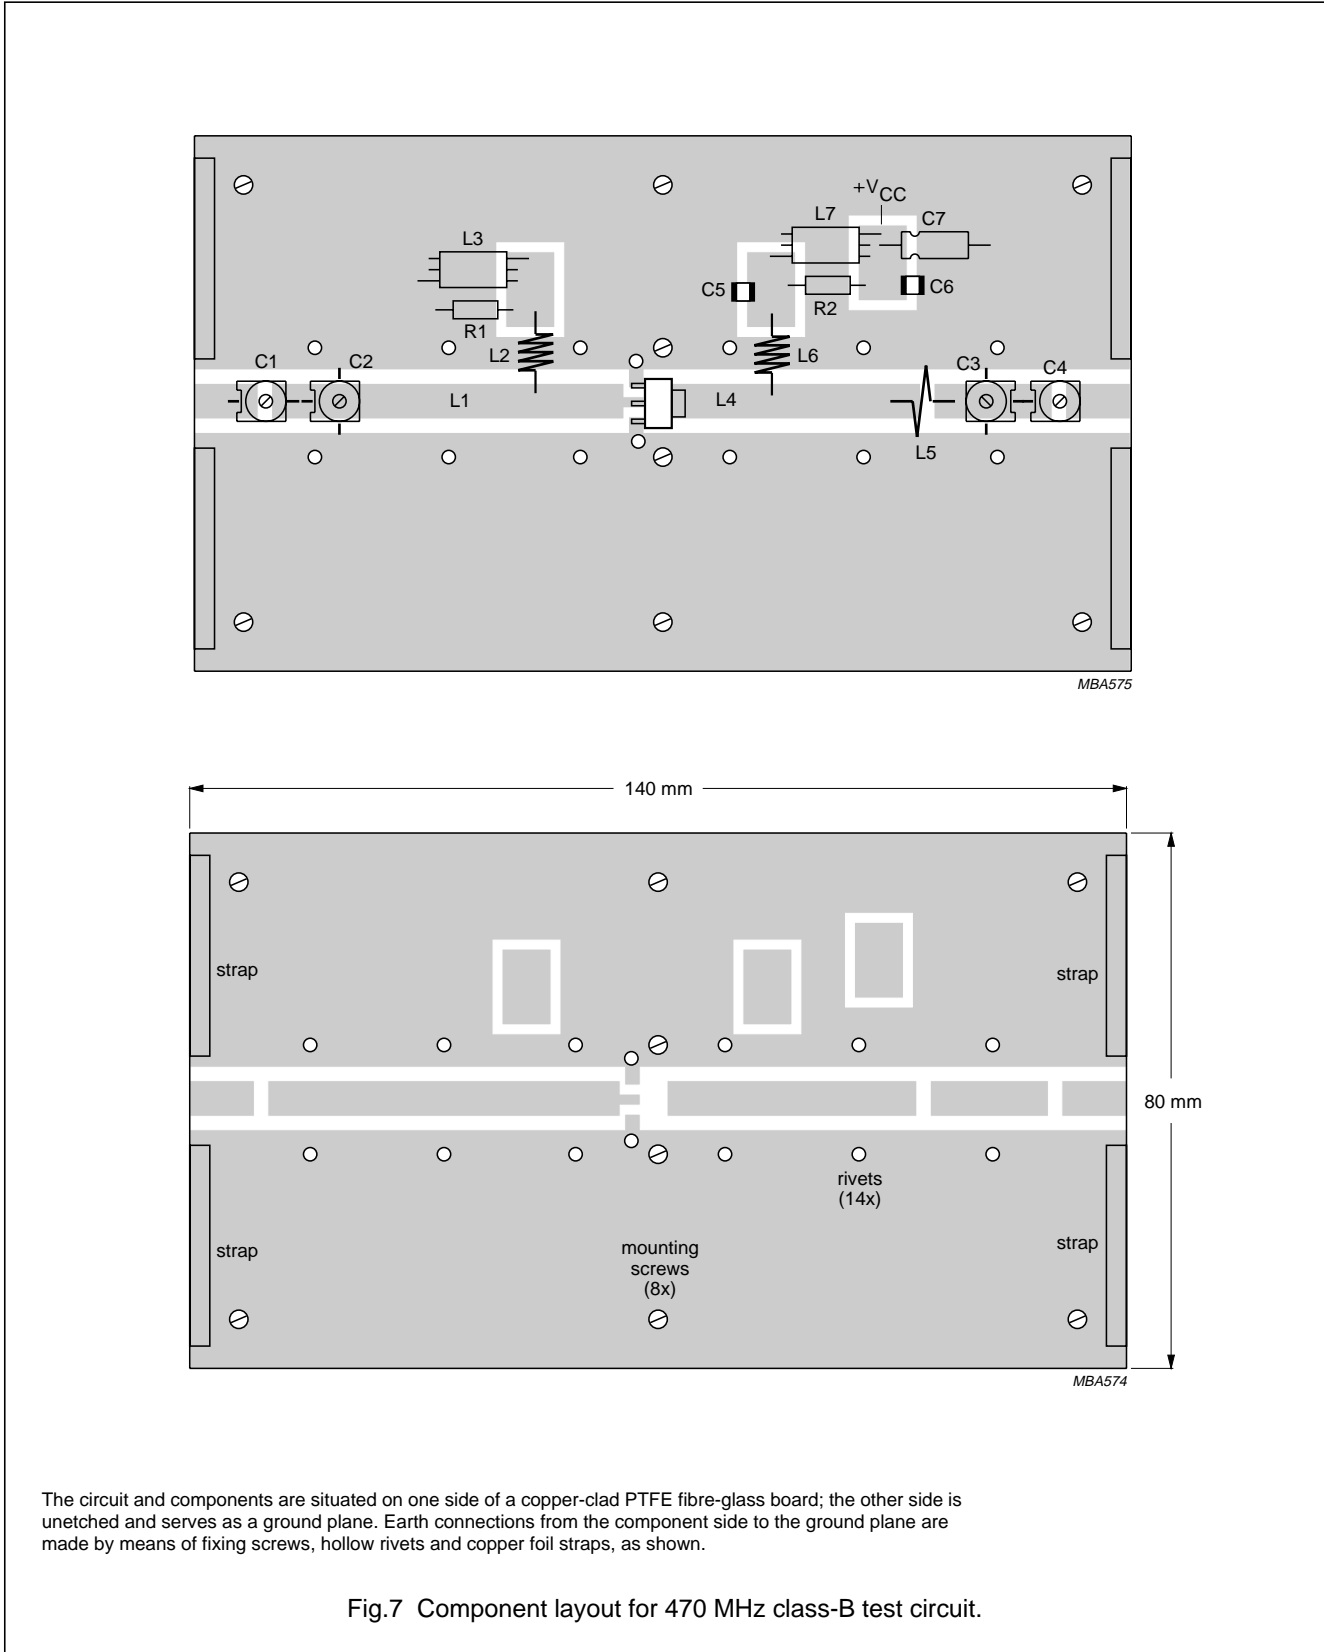 +VCC
L7
C7
L3
C5
C6
R2
R1
L2
L6
C1
C2
C3
C4
L1
L4
L5
MBA575
140 mm
strap
strap
80 mm
rivets
(14x)
strap
mounting
screws
(8x)
strap
MBA574
The circuit and components are situated on one side of a copper-clad PTFE fibre-glass board; the other side is
unetched and serves as a ground plane. Earth connections from the component side to the ground plane are
made by means of fixing screws, hollow rivets and copper foil straps, as shown.
Fig.7 Component layout for 470 MHz class-B test circuit.